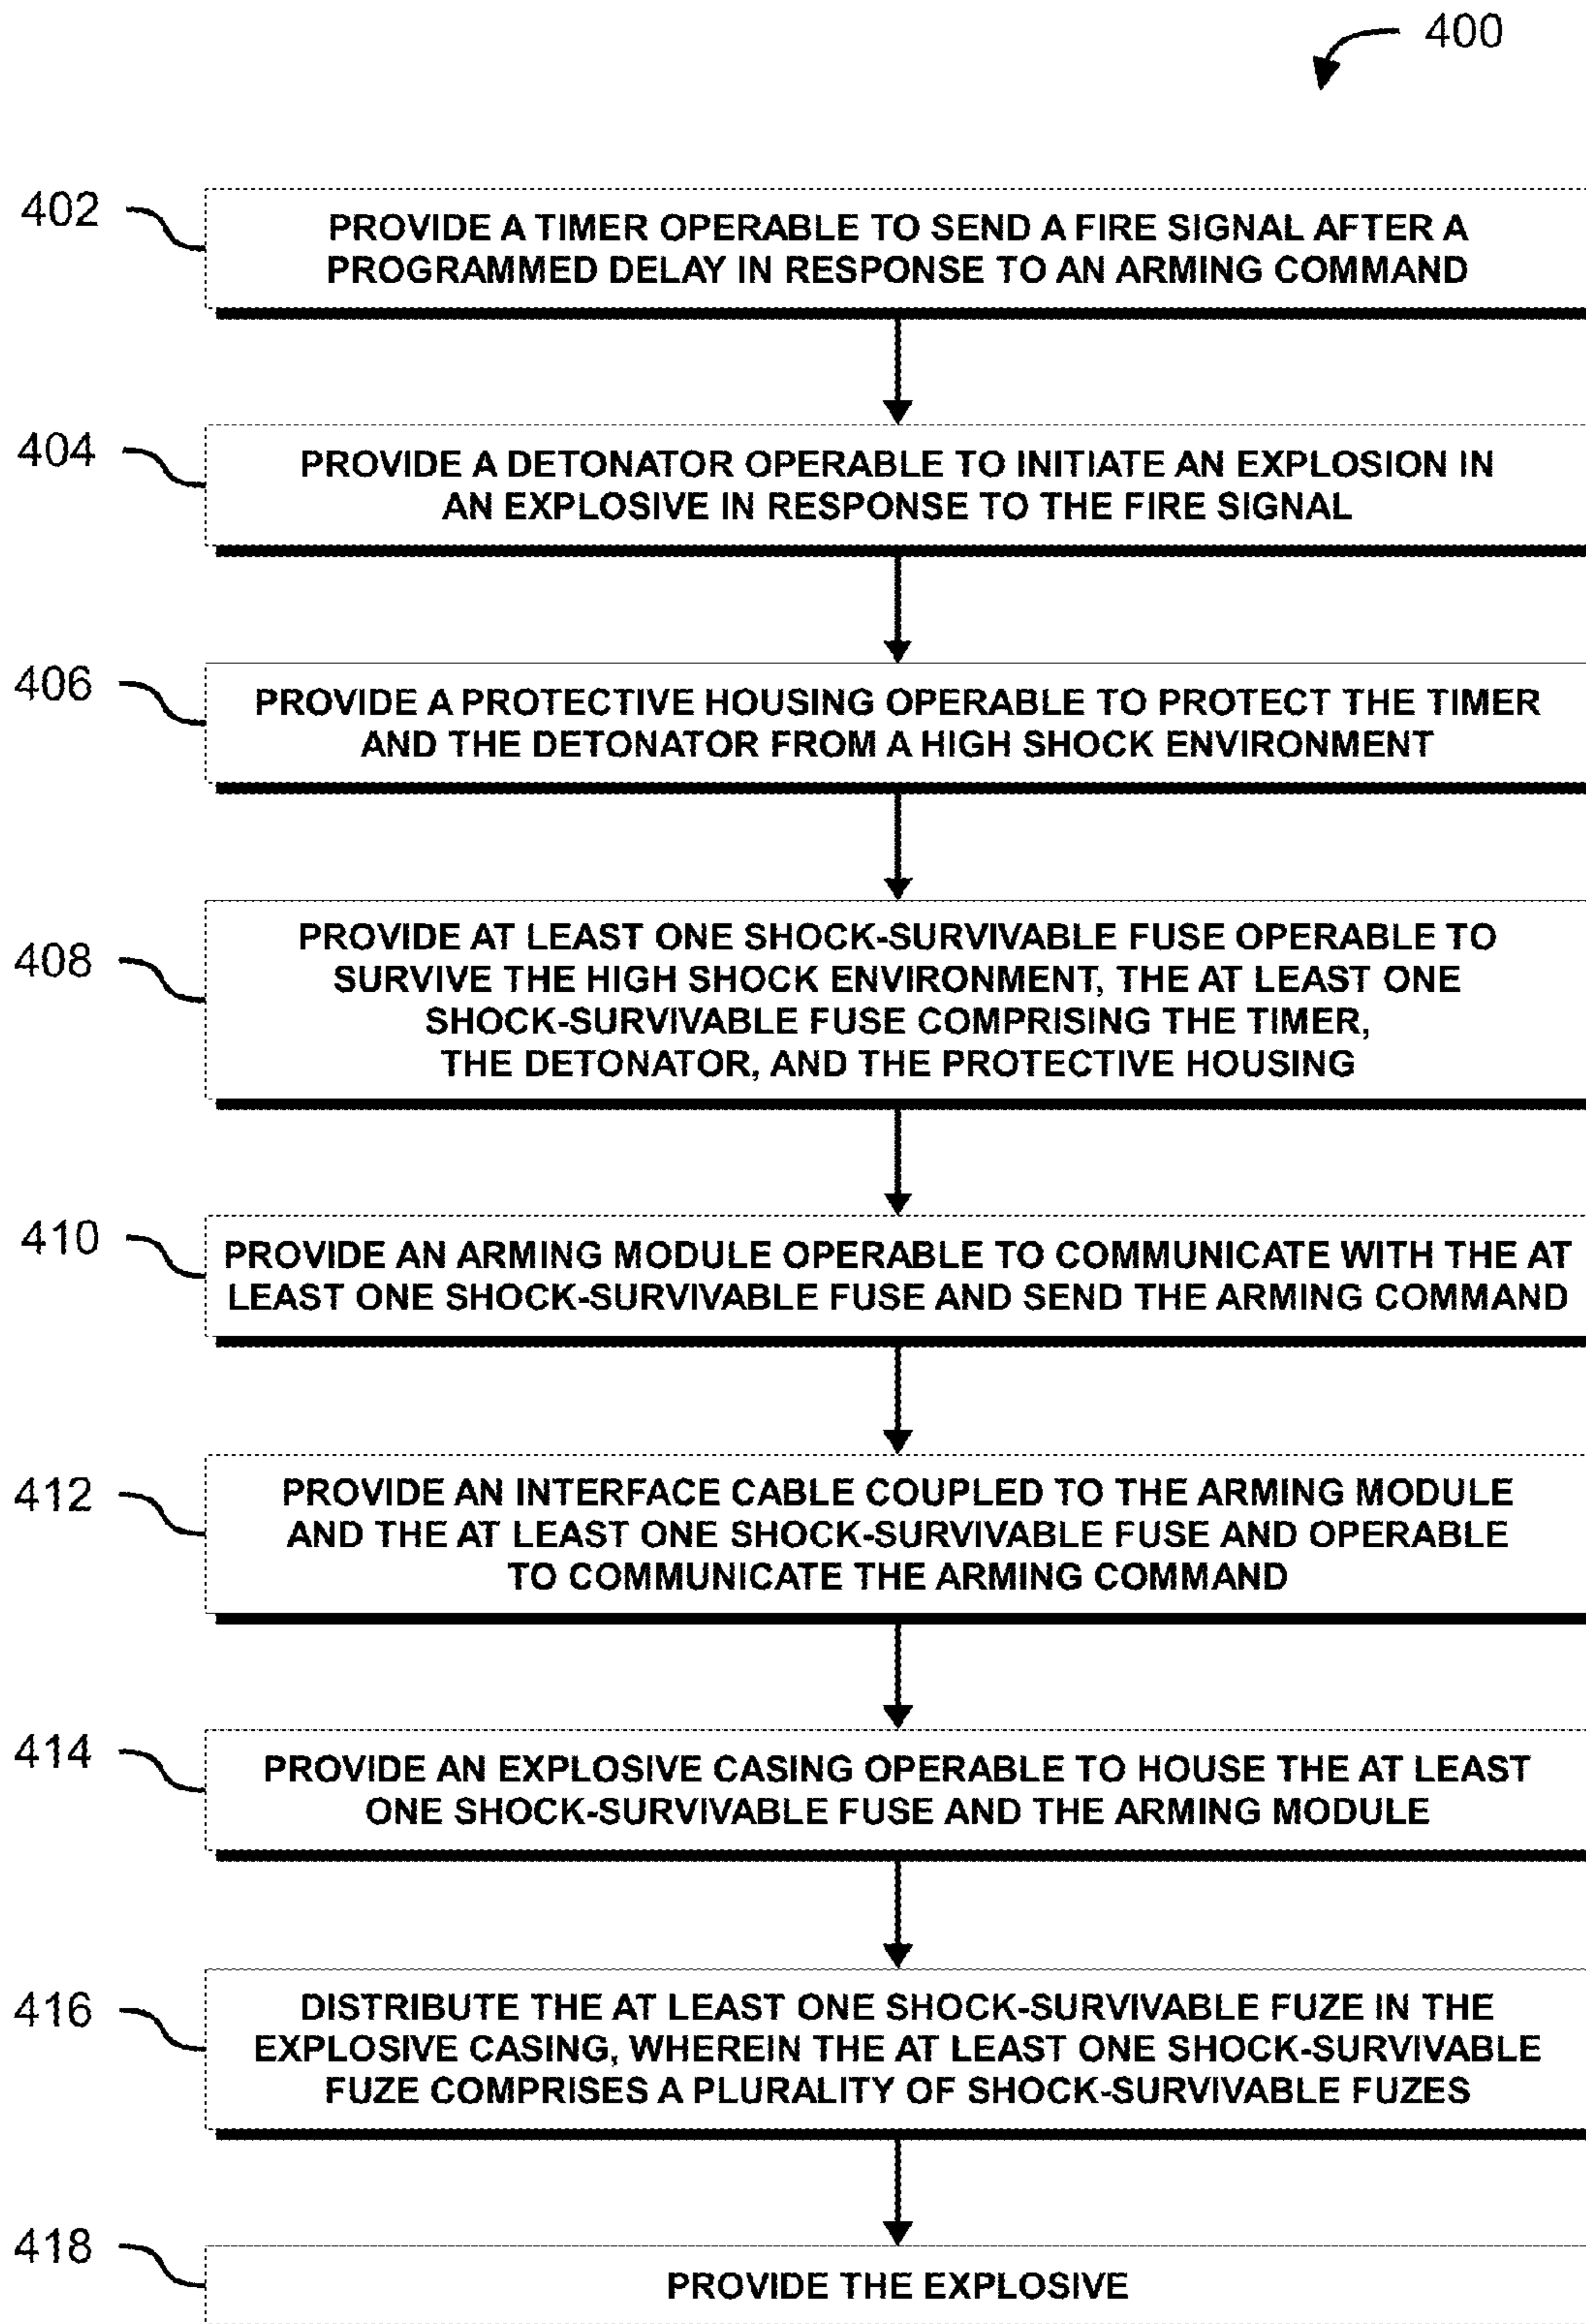 400
402
PROVIDE A TIMER OPERABLE TO SEND A FIRE SIGNAL AFTER A
PROGRAMMED DELAY IN RESPONSE TO AN ARMING COMMAND
404
PROVIDE A DETONATOR OPERABLE TO INITIATE AN EXPLOSION IN
AN EXPLOSIVE IN RESPONSE TO THE FIRE SIGNAL
406
PROVIDE A PROTECTIVE HOUSING OPERABLE TO PROTECT THE TIMER
AND THE DETONATOR FROM A HIGH SHOCK ENVIRONMENT
408
PROVIDE AT LEAST ONE SHOCK-SURVIVABLE FUSE OPERABLE TO
SURVIVE THE HIGH SHOCK ENVIRONMENT, THE AT LEAST ONE
SHOCK-SURVIVABLE FUSE COMPRISING THE TIMER,
THE DETONATOR, AND THE PROTECTIVE HOUSING
410
PROVIDE AN ARMING MODULE OPERABLE TO COMMUNICATE WITH THE AT
LEAST ONE SHOCK-SURVIVABLE FUSE AND SEND THE ARMING COMMAND
412
PROVIDE AN INTERFACE CABLE COUPLED TO THE ARMING MODULE
AND THE AT LEAST ONE SHOCK-SURVIVABLE FUSE AND OPERABLE
TO COMMUNICATE THE ARMING COMMAND
414
PROVIDE AN EXPLOSIVE CASING OPERABLE TO HOUSE THE AT LEAST
ONE SHOCK-SURVIVABLE FUSE AND THE ARMING MODULE
416
DISTRIBUTE THE AT LEAST ONE SHOCK-SURVIVABLE FUZE IN THE
EXPLOSIVE CASING, WHEREIN THE AT LEAST ONE SHOCK-SURVIVABLE
FUZE COMPRISES A PLURALITY OF SHOCK-SURVIVABLE FUZES
418
PROVIDE THE EXPLOSIVE